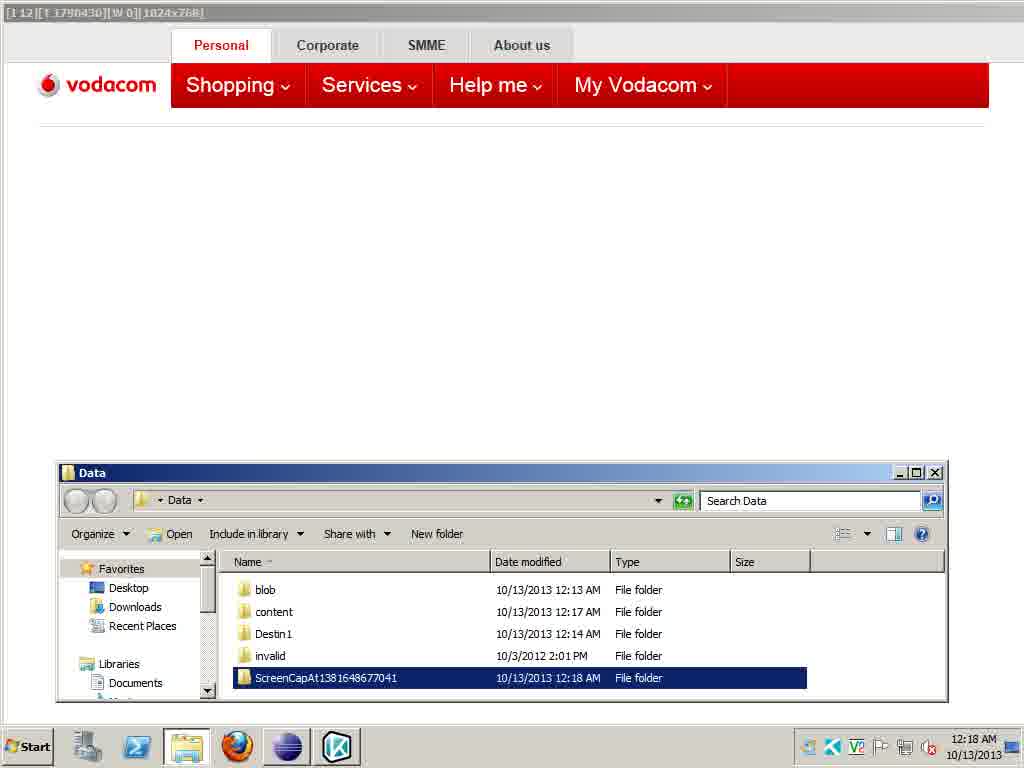 [I 12][T 1790430][W 0][1024x768]
Personal Corporate SMME About us
vodacom Shopping Services Help me My Vodacom
Data
Data Search Data
Organize Open Include in library Share with New folder
Name Date modified Type Size
Favorites
Desktop
Downloads
Recent Places
Libraries
Documents
blob 10/13/2013 12:13 AM File folder
content 10/13/2013 12:17 AM File folder
Destin1 10/13/2013 12:14 AM File folder
invalid 10/3/2012 2:01 PM File folder
ScreenCapAt1381648677041 10/13/2013 12:18 AM File folder
Start
12:18 AM
10/13/2013